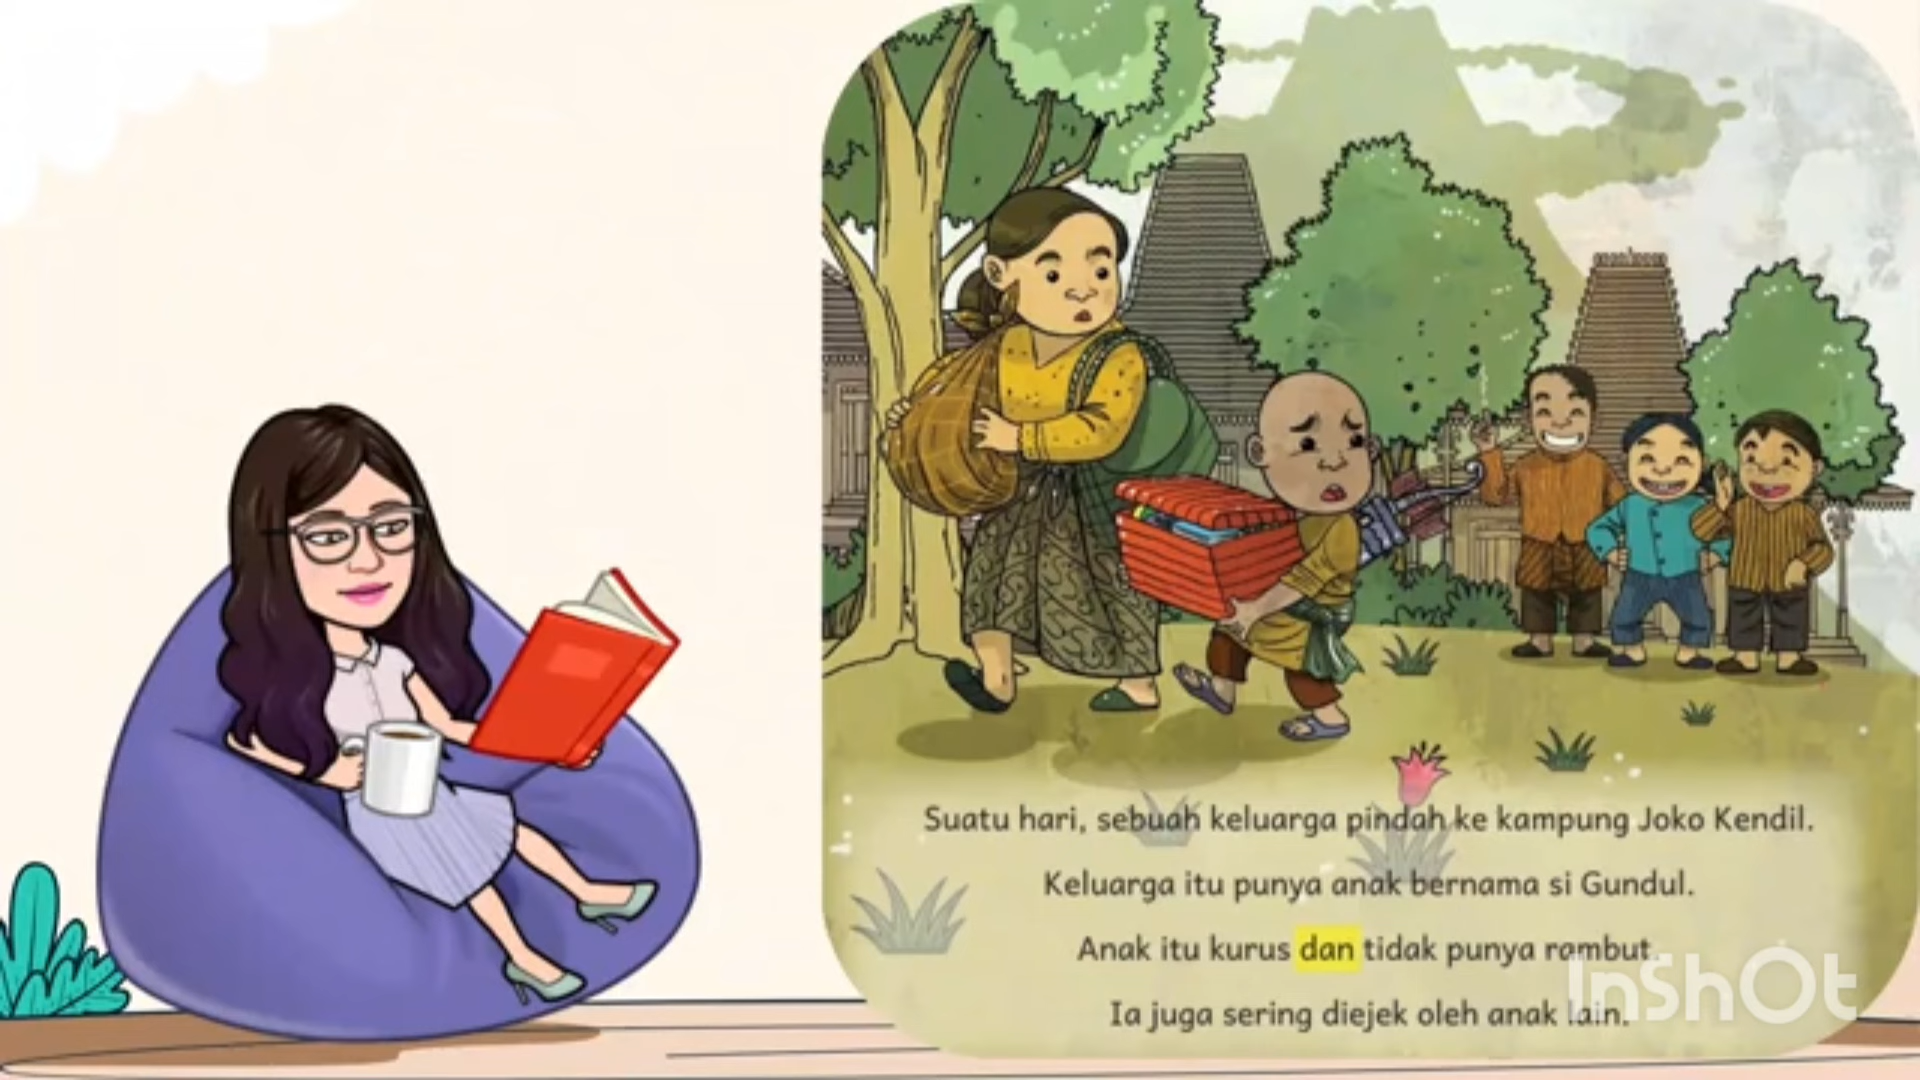 Suatu hari, sebuah keluarga pindah ke kampung Joko Kendil.
Keluarga itu punya anak bernama si Gundul.
Anak itu kurus dan tidak punya rambut.
Ia juga sering diejek oleh anak lain.
InShOt